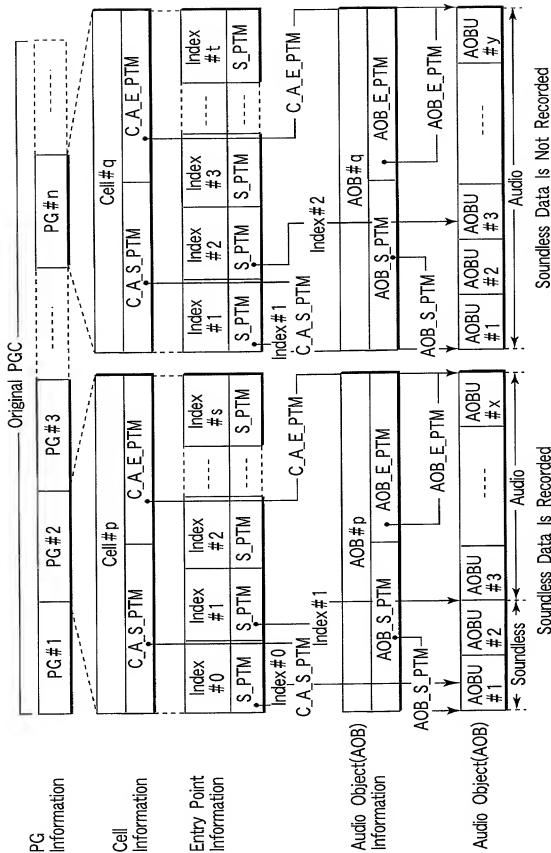 Original PGC
PG Information
PG#1 PG#2 PG#3 PG#n
Cell Information
Cell#p Cell#q
C_A_S_PTM C_A_E_PTM C_A_S_PTM C_A_E_PTM
Entry Point Information
Index #0 Index #1 Index #2 Index #s Index #1 Index #2 Index #3 Index #t
S_PTM S_PTM S_PTM S_PTM S_PTM S_PTM S_PTM S_PTM
Index#0 Index#1
C_A_S_PTM C_A_E_PTM
Index#1 Index#2
C_A_S_PTM C_A_E_PTM
Audio Object(AOB) Information
AOB#p AOB#q
AOB_S_PTM AOB_E_PTM AOB_S_PTM AOB_E_PTM
AOB_S_PTM AOB_E_PTM AOB_S_PTM AOB_E_PTM
Audio Object(AOB)
AOBU #1 AOBU #2 AOBU #3 AOBU #x AOBU #1 AOBU #2 AOBU #3 AOBU #y
Soundless Audio Audio
Soundless Data Is Recorded Soundless Data Is Not Recorded